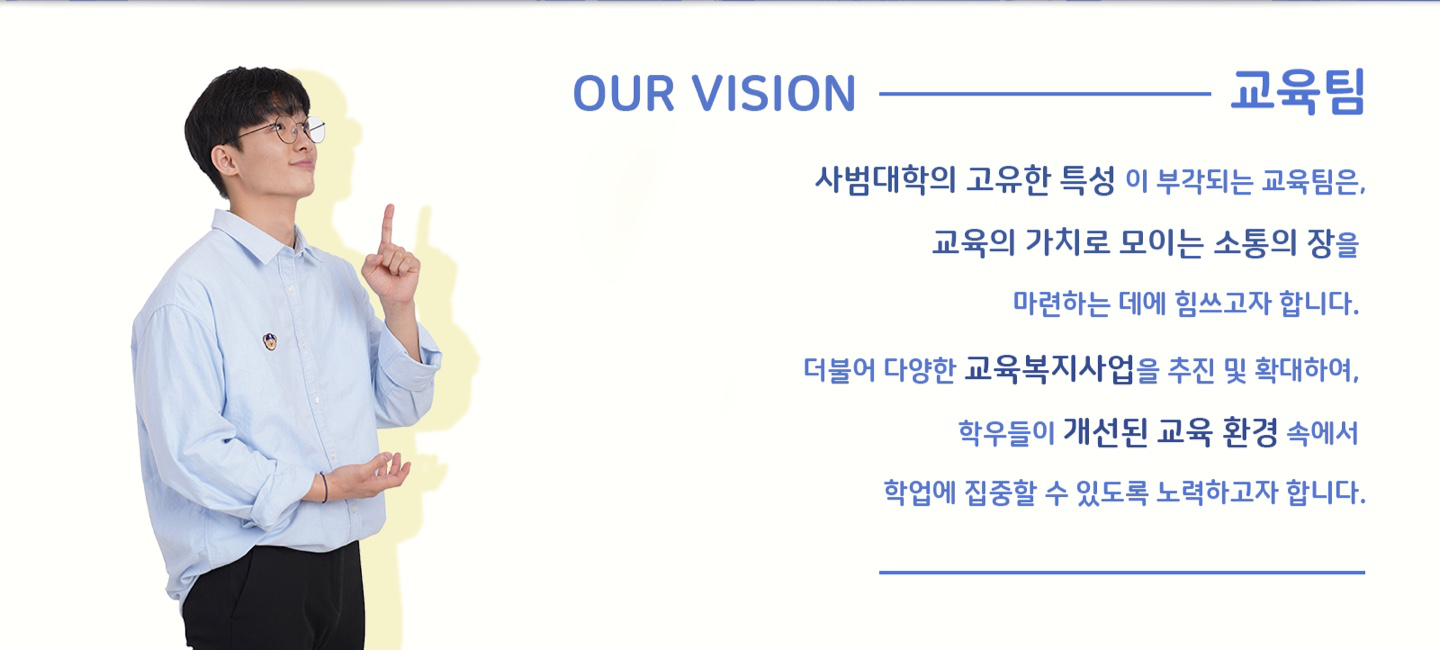 OUR VISION 교육팀
사범대학의 고유한 특성 이 부각되는 교육팀은,
교육의 가치로 모이는 소통의 장을
마련하는 데에 힘쓰고자 합니다.
더불어 다양한 교육복지사업을 추진 및 확대하여,
학우들이 개선된 교육 환경 속에서
학업에 집중할 수 있도록 노력하고자 합니다.